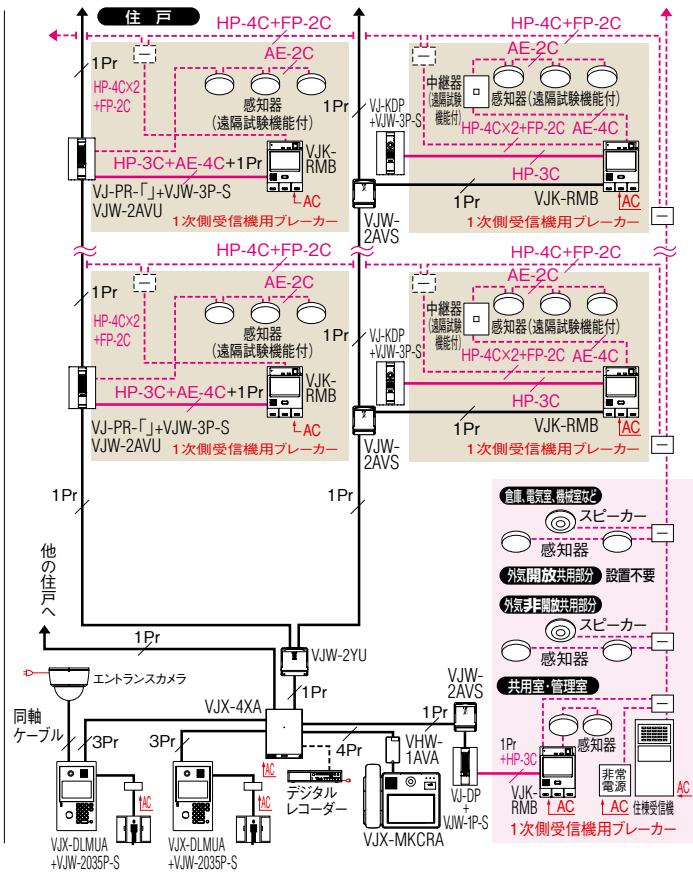 住 戸
HP-4C+FP-2C
AE-2C
1Pr
HP-4C×2
+FP-2C
感知器
(遠隔試験
機能付)
VJK-
RMB
HP-3C+AE-4C+1Pr
VJ-PR-「」+VJW-3P-S
VJW-2AVU
AC
1次側受信機用ブレーカー
HP-4C+FP-2C
AE-2C
中継器
(遠隔試験
機能付)
感知器(遠隔試験機能付)
1Pr
VJ-KDP
+VJW-3P-S
HP-4C×2+FP-2C
AE-4C
HP-3C
1Pr
VJK-RMB
AC
VJW-
2AVS
1次側受信機用ブレーカー
HP-4C+FP-2C
AE-2C
1Pr
HP-4C×2
+FP-2C
感知器
(遠隔試験
機能付)
VJK-
RMB
HP-3C+AE-4C+1Pr
VJ-PR-「」+VJW-3P-S
VJW-2AVU
AC
1次側受信機用ブレーカー
AE-2C
中継器
(遠隔試験
機能付)
感知器(遠隔試験機能付)
1Pr
VJ-KDP
+VJW-3P-S
HP-4C×2+FP-2C
AE-4C
HP-3C
1Pr
VJK-RMB
AC
VJW-
2AVS
1次側受信機用ブレーカー
1Pr
1Pr
倉庫、電気室、機械室など
スピーカー
感知器
外気開放共用部分
設置不要
外気非開放共用部分
スピーカー
感知器
共用室・管理室
感知器
1Pr
+HP-3C
VJK-
RMB
AC
非常
電源
AC
住棟受信機
AC
1次側受信機用ブレーカー
他の住戸へ
1Pr
VJW-2YU
1Pr
エントランスカメラ
VJX-4XA
同軸
ケーブル
3Pr
3Pr
4Pr
1Pr
VJW-
2AVS
VHW-
1AVA
AC
デジタル
レコーダー
VJ-DP
+
VJW-1P-S
AC
AC
VJX-DLMUA
+VJW-2035P-S
VJX-DLMUA
+VJW-2035P-S
VJX-MKCRA